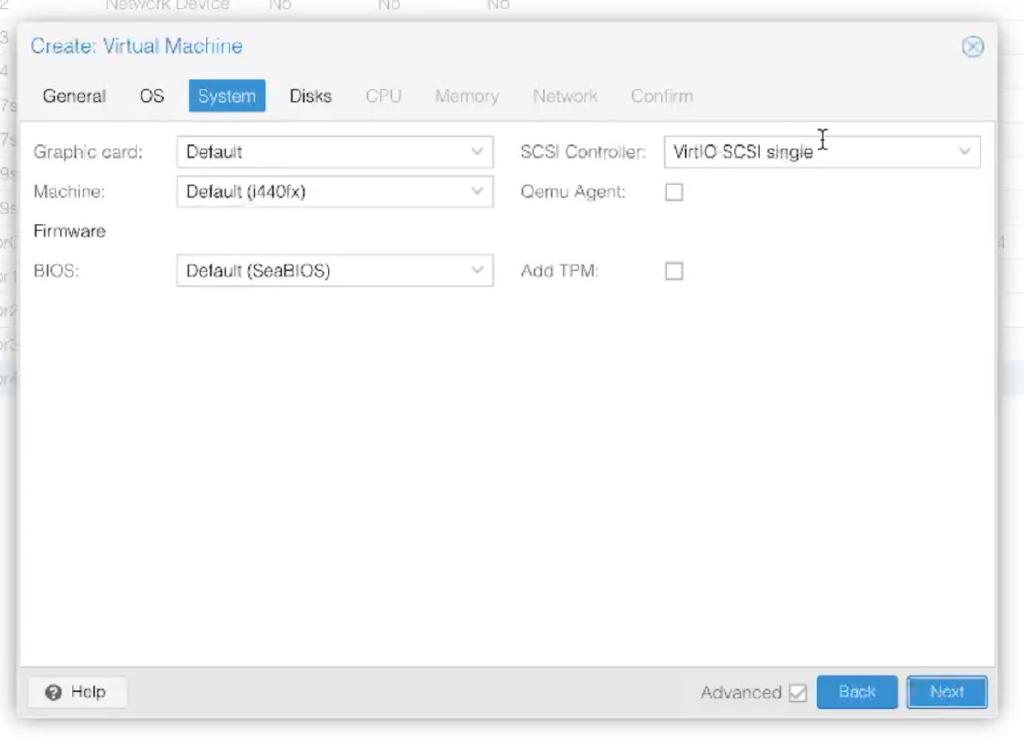 Network Device No No No
Create: Virtual Machine
General OS System Disks CPU Memory Network Confirm
Graphic card: Default SCSI Controller: VirtIO SCSI single
Machine: Default (i440fx) Qemu Agent:
Firmware
BIOS: Default (SeaBIOS) Add TPM:
Help Advanced Back Next